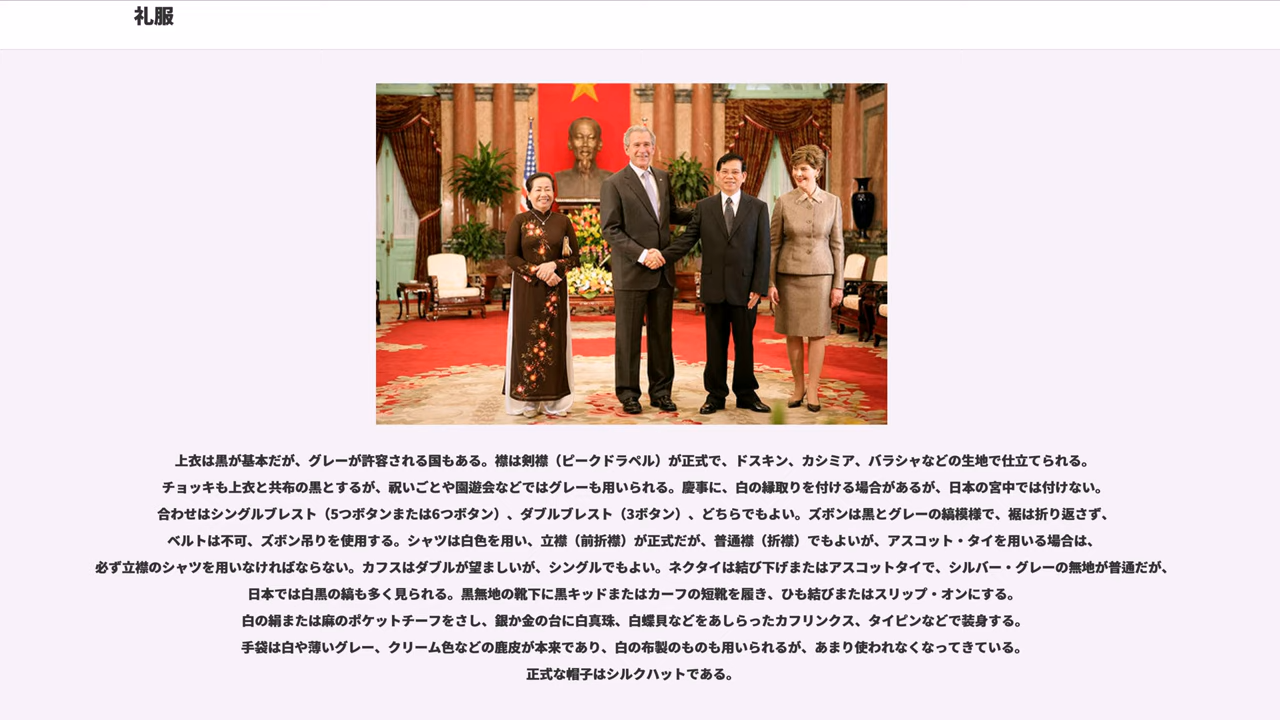 礼服
上衣は黒が基本だが、グレーが許容される国もある。襟は剣襟（ピークドラペル）が正式で、ドスキン、カシミア、バラシャなどの生地で仕立てられる。
チョッキも上衣と共布の黒とするが、祝いごとや園遊会などではグレーも用いられる。慶事に、白の縁取りを付ける場合があるが、日本の宮中では付けない。
合わせはシングルブレスト（5つボタンまたは6つボタン）、ダブルブレスト（3ボタン）、どちらでもよい。ズボンは黒とグレーの縞模様で、裾は折り返さず、
ベルトは不可、ズボン吊りを使用する。シャツは白色を用い、立襟（前折襟）が正式だが、普通襟（折襟）でもよいが、アスコット・タイを用いる場合は、
必ず立襟のシャツを用いなければならない。カフスはダブルが望ましいが、シングルでもよい。ネクタイは結び下げまたはアスコットタイで、シルバー・グレーの無地が普通だが、
日本では白黒の縞も多く見られる。黒無地の靴下に黒キッドまたはカーフの短靴を履き、ひも結びまたはスリップ・オンにする。
白の絹または麻のポケットチーフをさし、銀か金の台に白真珠、白蝶貝などをあしらったカフリンクス、タイピンなどで装身する。
手袋は白や薄いグレー、クリーム色などの鹿皮が本来であり、白の布製のものも用いられるが、あまり使われなくなってきている。
正式な帽子はシルクハットである。